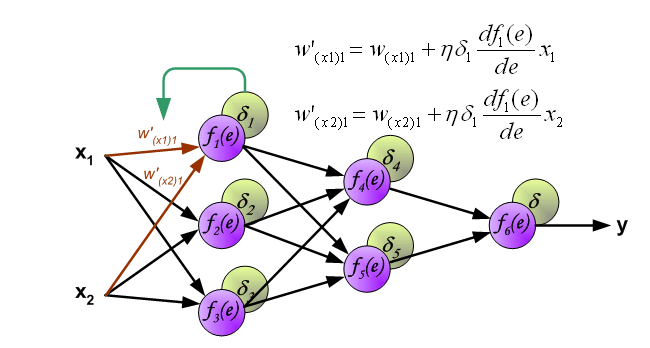 w'(x1)1 = w(x1)1 + ηδ1 df1(e)/de x1
w'(x2)1 = w(x2)1 + ηδ1 df1(e)/de x2
δ1
f1(e)
w'(x1)1
w'(x2)1
x1
δ4
f4(e)
δ2
f2(e)
δ
f6(e)
y
δ5
f5(e)
x2
δ3
f3(e)